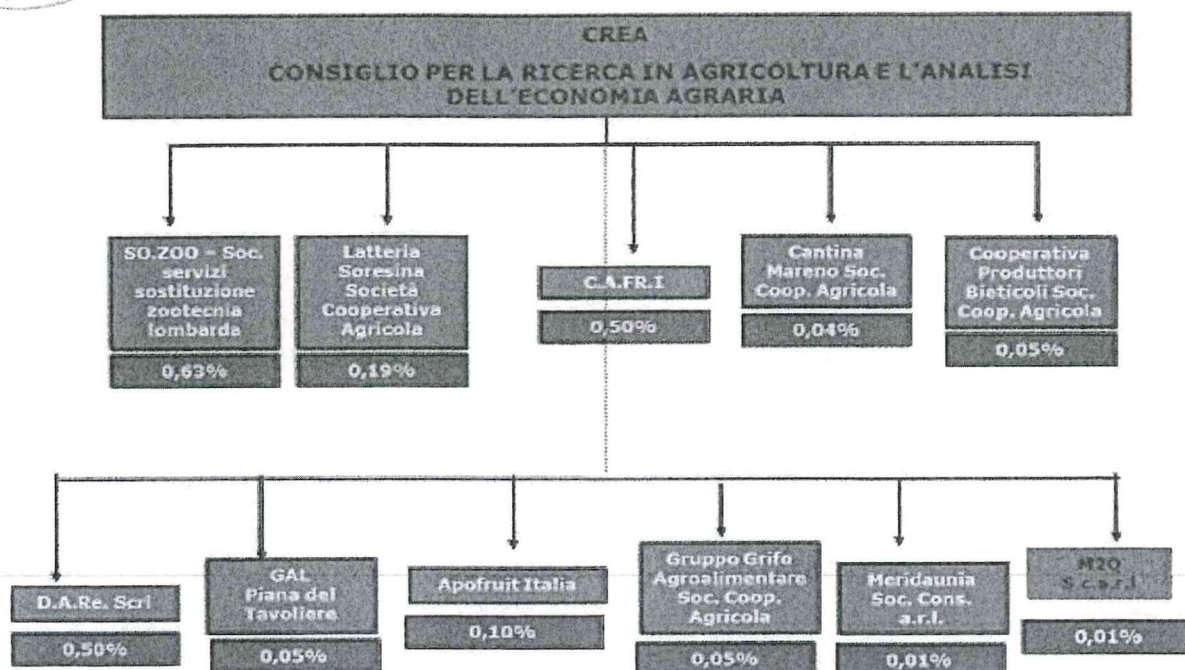 CREA
CONSIGLIO PER LA RICERCA IN AGRICOLTURA E L'ANALISI
DELL'ECONOMIA AGRARIA
SO.ZOO – Soc.
servizi
sostituzione
zootecnia
lombarda
0,63%
Latteria
Soresina
Società
Cooperativa
Agricola
0,19%
C.A.FR.I
0,50%
Cantina
Mareno Soc.
Coop. Agricola
0,04%
Cooperativa
Produttori
Bieticoli Soc.
Coop. Agricola
0,05%
D.A.Re. Scrl
0,50%
GAL
Piana del
Tavoliere
0,05%
Apofruit Italia
0,10%
Gruppo Grifo
Agroalimentare
Soc. Coop.
Agricola
0,05%
Meridaunia
Soc. Cons.
a.r.l.
0,01%
M2Q
S.c.a.r.l
0,01%